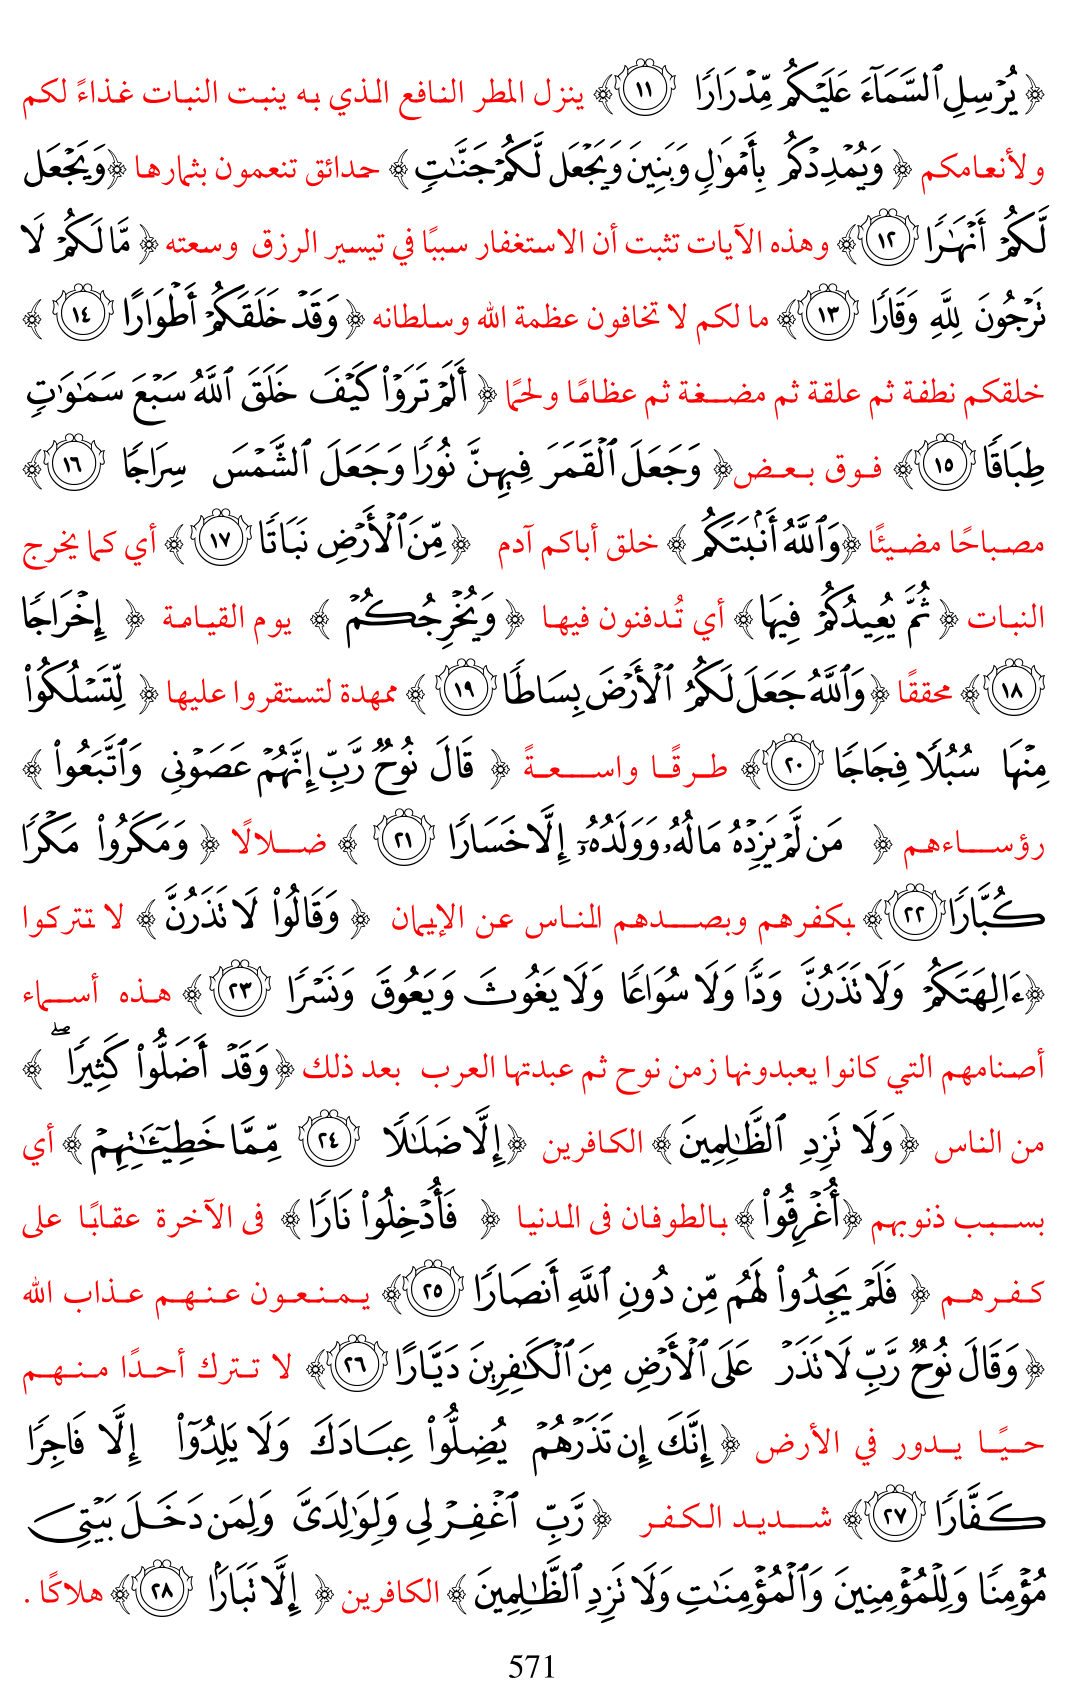 ﴿ يُرْسِلِ ٱلسَّمَآءَ عَلَيْكُم مِّدْرَارًا ﴿١١﴾ ينزل المطر النافع الذي به ينبت النبات غذاءً لكم
ولأنعامكم ﴿ وَيُمْدِدْكُم بِأَمْوَٰلٍ وَبَنِينَ وَيَجْعَل لَّكُمْ جَنَّـٰتٍ ﴾ حدائق تنعمون بثمارها ﴿وَيَجْعَل
لَّكُمْ أَنْهَـٰرًا ﴿١٢﴾ وهذه الآيات تثبت أن الاستغفار سببًا في تيسير الرزق وسعته ﴿ مَّا لَكُمْ لَا
تَرْجُونَ لِلَّهِ وَقَارًا ﴿١٣﴾ ما لكم لا تخافون عظمة الله وسلطانه ﴿ وَقَدْ خَلَقَكُمْ أَطْوَارًا ﴿١٤﴾
خلقكم نطفة ثم علقة ثم مضغة ثم عظامًا ولحمًا ﴿ أَلَمْ تَرَوْا۟ كَيْفَ خَلَقَ ٱللَّهُ سَبْعَ سَمَـٰوَٰتٍ
طِبَاقًا ﴿١٥﴾ فوق بعض﴿ وَجَعَلَ ٱلْقَمَرَ فِيهِنَّ نُورًا وَجَعَلَ ٱلشَّمْسَ سِرَاجًا ﴿١٦﴾
مصباحًا مضيئًا ﴿وَٱللَّهُ أَنۢبَتَكُم ﴾ خلق أباكم آدم ﴿ مِّنَ ٱلْأَرْضِ نَبَاتًا ﴿١٧﴾ أي كما يخرج
النبات ﴿ ثُمَّ يُعِيدُكُمْ فِيهَا﴾ أي تُدفنون فيها ﴿ وَيُخْرِجُكُمْ ﴾ يوم القيامة ﴿ إِخْرَاجًا
﴿١٨﴾ محققًا ﴿وَٱللَّهُ جَعَلَ لَكُمُ ٱلْأَرْضَ بِسَاطًا ﴿١٩﴾ ممهدة لتستقروا عليها ﴿ لِّتَسْلُكُوا۟
مِنْهَا سُبُلًا فِجَاجًا ﴿٢٠﴾ طرقًا واسعةً ﴿ قَالَ نُوحٌ رَّبِّ إِنَّهُمْ عَصَوْنِى وَٱتَّبَعُوا۟ ﴾
رؤساءهم ﴿ مَن لَّمْ يَزِدْهُ مَالُهُۥ وَوَلَدُهُۥٓ إِلَّا خَسَارًا ﴿٢١﴾ ضلالًا ﴿ وَمَكَرُوا۟ مَكْرًا
كُبَّارًا﴿٢٢﴾ بكفرهم وبصدهم الناس عن الإيمان ﴿ وَقَالُوا۟ لَا تَذَرُنَّ ﴾ لا تتركوا
﴿ءَالِهَتَكُمْ وَلَا تَذَرُنَّ وَدًّا وَلَا سُوَاعًا وَلَا يَغُوثَ وَيَعُوقَ وَنَسْرًا ﴿٢٣﴾ هذه أسماء
أصنامهم التي كانوا يعبدونها زمن نوح ثم عبدتها العرب بعد ذلك ﴿وَقَدْ أَضَلُّوا۟ كَثِيرًا ۖ ﴾
من الناس ﴿وَلَا تَزِدِ ٱلظَّـٰلِمِينَ﴾ الكافرين ﴿إِلَّا ضَلَـٰلًا ﴿٢٤﴾ مِّمَّا خَطِيٓـَٔـٰتِهِمْ ﴾ أي
بسبب ذنوبهم ﴿أُغْرِقُوا۟ ﴾ بالطوفان فى الدنيا ﴿ فَأُدْخِلُوا۟ نَارًا ﴾ فى الآخرة عقابًا على
كفرهم ﴿ فَلَمْ يَجِدُوا۟ لَهُم مِّن دُونِ ٱللَّهِ أَنصَارًا ﴿٢٥﴾ يمنعون عنهم عذاب الله
﴿ وَقَالَ نُوحٌ رَّبِّ لَا تَذَرْ عَلَى ٱلْأَرْضِ مِنَ ٱلْكَـٰفِرِينَ دَيَّارًا ﴿٢٦﴾ لا تترك أحدًا منهم
حيًا يدور في الأرض ﴿ إِنَّكَ إِن تَذَرْهُمْ يُضِلُّوا۟ عِبَادَكَ وَلَا يَلِدُوٓا۟ إِلَّا فَاجِرًا
كَفَّارًا ﴿٢٧﴾ شديد الكفر ﴿ رَّبِّ ٱغْفِرْ لِى وَلِوَٰلِدَىَّ وَلِمَن دَخَلَ بَيْتِىَ
مُؤْمِنًا وَلِلْمُؤْمِنِينَ وَٱلْمُؤْمِنَـٰتِ وَلَا تَزِدِ ٱلظَّـٰلِمِينَ ﴾ الكافرين ﴿ إِلَّا تَبَارًۢا ﴿٢٨﴾ هلاكًا .
571